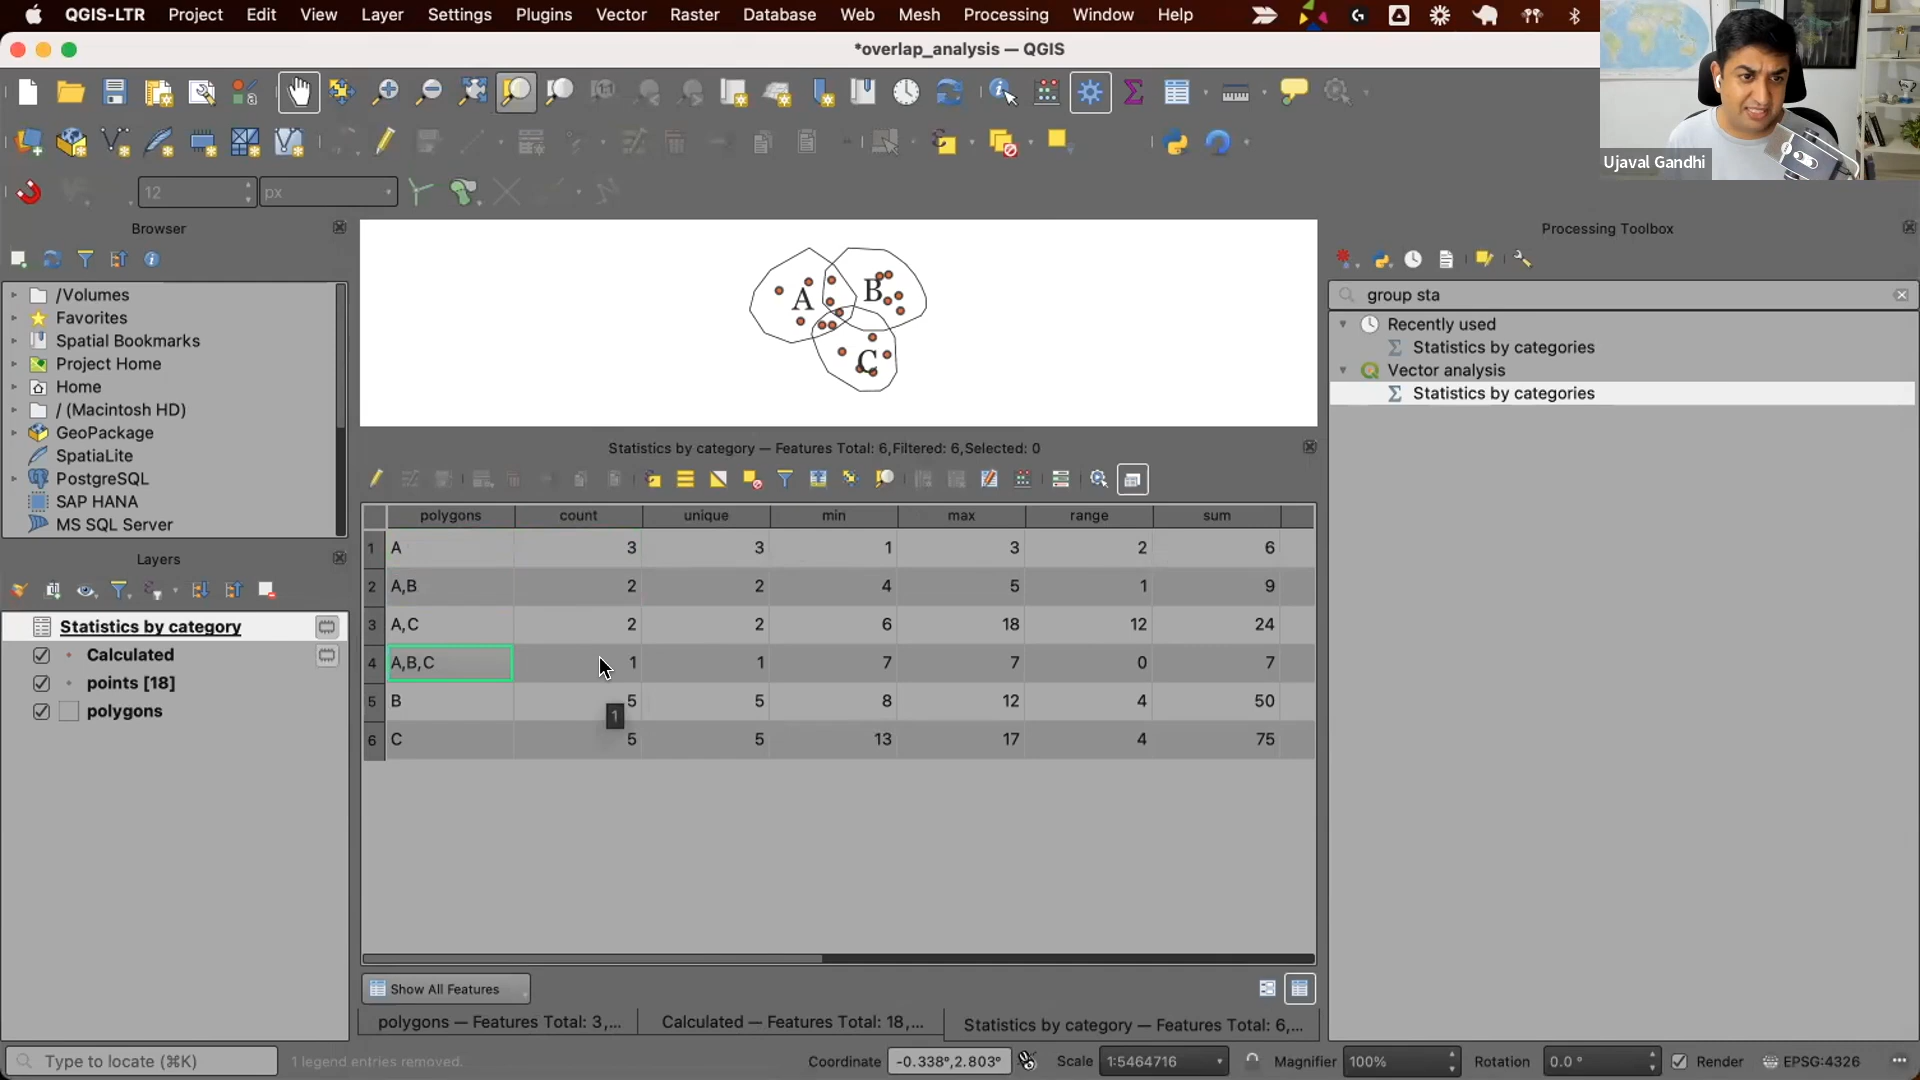 QGIS-LTR Project Edit View Layer Settings Plugins Vector Raster Database Web Mesh Processing Window Help
*overlap_analysis — QGIS
Ujaval Gandhi
12 px
Browser
/Volumes
Favorites
Spatial Bookmarks
Project Home
Home
/ (Macintosh HD)
GeoPackage
SpatiaLite
PostgreSQL
SAP HANA
MS SQL Server
Layers
Statistics by category
Calculated
points [18]
polygons
A B
C
Statistics by category — Features Total: 6,Filtered: 6,Selected: 0
polygons count unique min max range sum
1 A 3 3 1 3 2 6
2 A,B 2 2 4 5 1 9
3 A,C 2 2 6 18 12 24
4 A,B,C 1 1 7 7 0 7
5 B 5 5 8 12 4 50
1
6 C 5 5 13 17 4 75
Show All Features
polygons — Features Total: 3,... Calculated — Features Total: 18,... Statistics by category — Features Total: 6,...
Processing Toolbox
group sta
Recently used
Statistics by categories
Vector analysis
Statistics by categories
Type to locate (⌘K) 1 legend entries removed. Coordinate -0.338°,2.803° Scale 1:5464716 Magnifier 100% Rotation 0.0 ° Render EPSG:4326